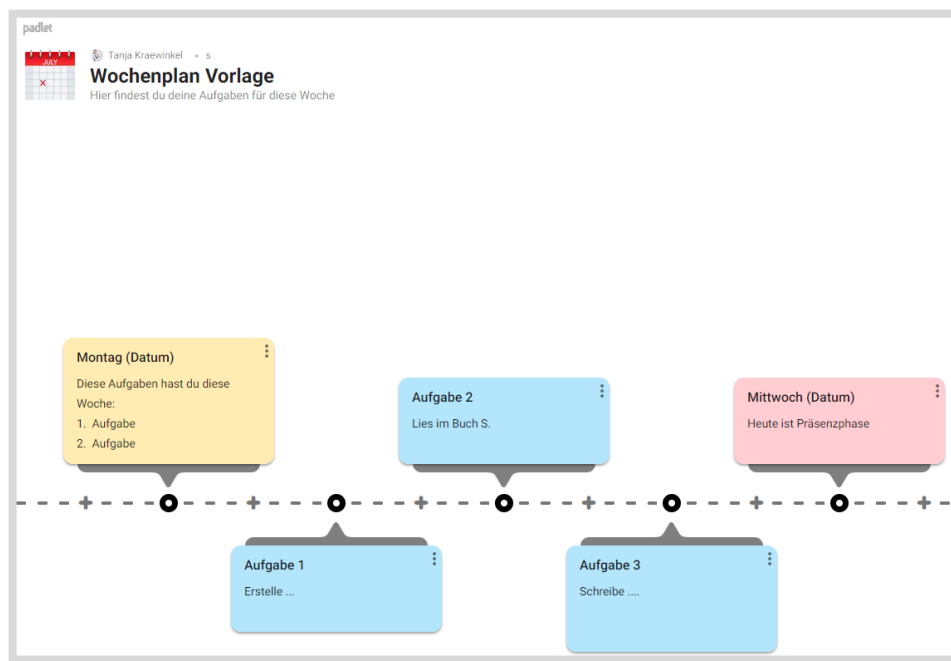 padlet
JULY
Tanja Kraewinkel • s
Wochenplan Vorlage
Hier findest du deine Aufgaben für diese Woche
Montag (Datum)
Diese Aufgaben hast du diese
Woche:
1. Aufgabe
2. Aufgabe
Aufgabe 1
Erstelle ...
Aufgabe 2
Lies im Buch S.
Aufgabe 3
Schreibe ....
Mittwoch (Datum)
Heute ist Präsenzphase